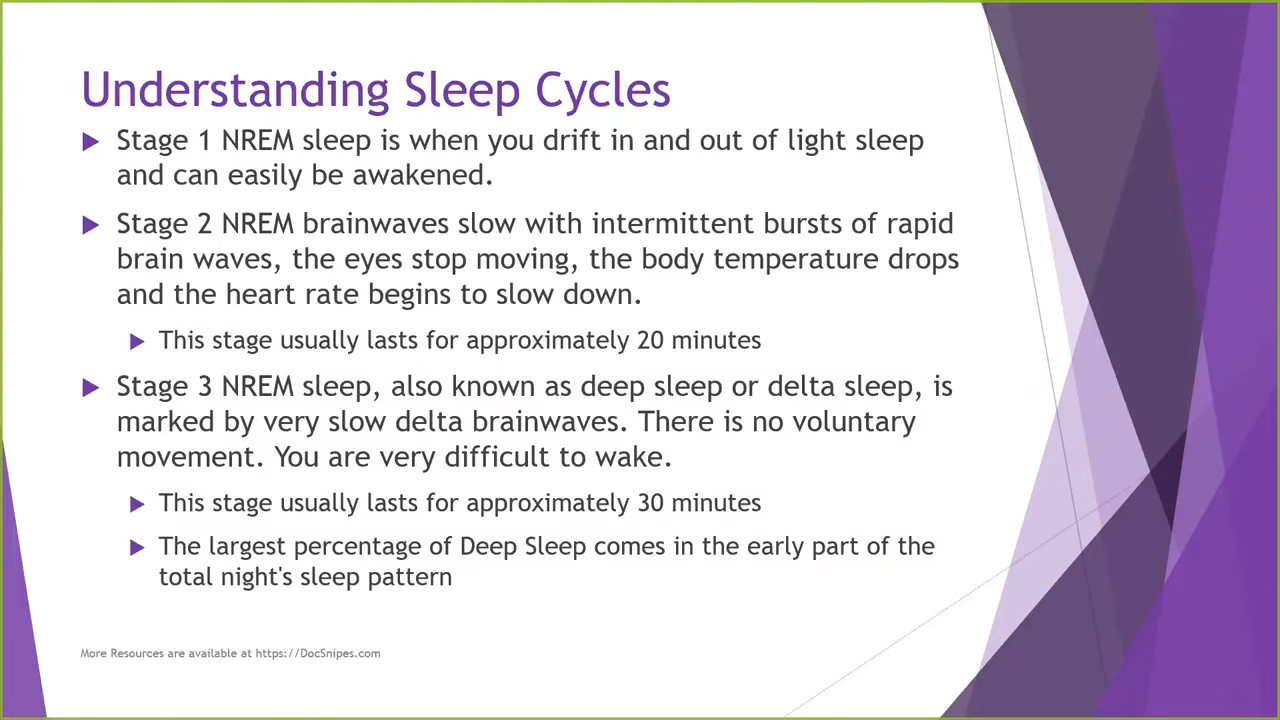 Understanding Sleep Cycles
Stage 1 NREM sleep is when you drift in and out of light sleep
and can easily be awakened.
Stage 2 NREM brainwaves slow with intermittent bursts of rapid
brain waves, the eyes stop moving, the body temperature drops
and the heart rate begins to slow down.
This stage usually lasts for approximately 20 minutes
Stage 3 NREM sleep, also known as deep sleep or delta sleep, is
marked by very slow delta brainwaves. There is no voluntary
movement. You are very difficult to wake.
This stage usually lasts for approximately 30 minutes
The largest percentage of Deep Sleep comes in the early part of the
total night's sleep pattern
More Resources are available at https://DocSnipes.com